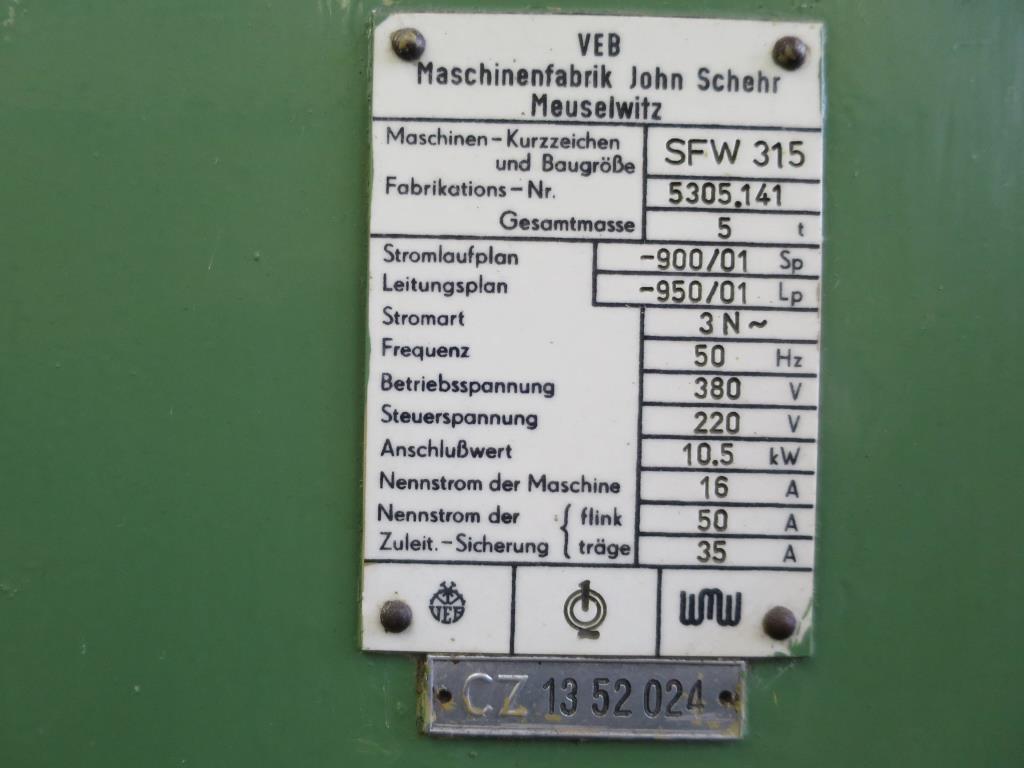 VEB
Maschinenfabrik John Schehr
Meuselwitz
Maschinen-Kurzzeichen
und Baugröße SFW 315
Fabrikations-Nr. 5305.141
Gesamtmasse 5 t
Stromlaufplan -900/01 Sp
Leitungsplan -950/01 Lp
Stromart 3 N ~
Frequenz 50 Hz
Betriebsspannung 380 V
Steuerspannung 220 V
Anschlußwert 10.5 kW
Nennstrom der Maschine 16 A
Nennstrom der { flink 50 A
Zuleit.-Sicherung { träge 35 A
VEB WMW
CZ 13 52 024